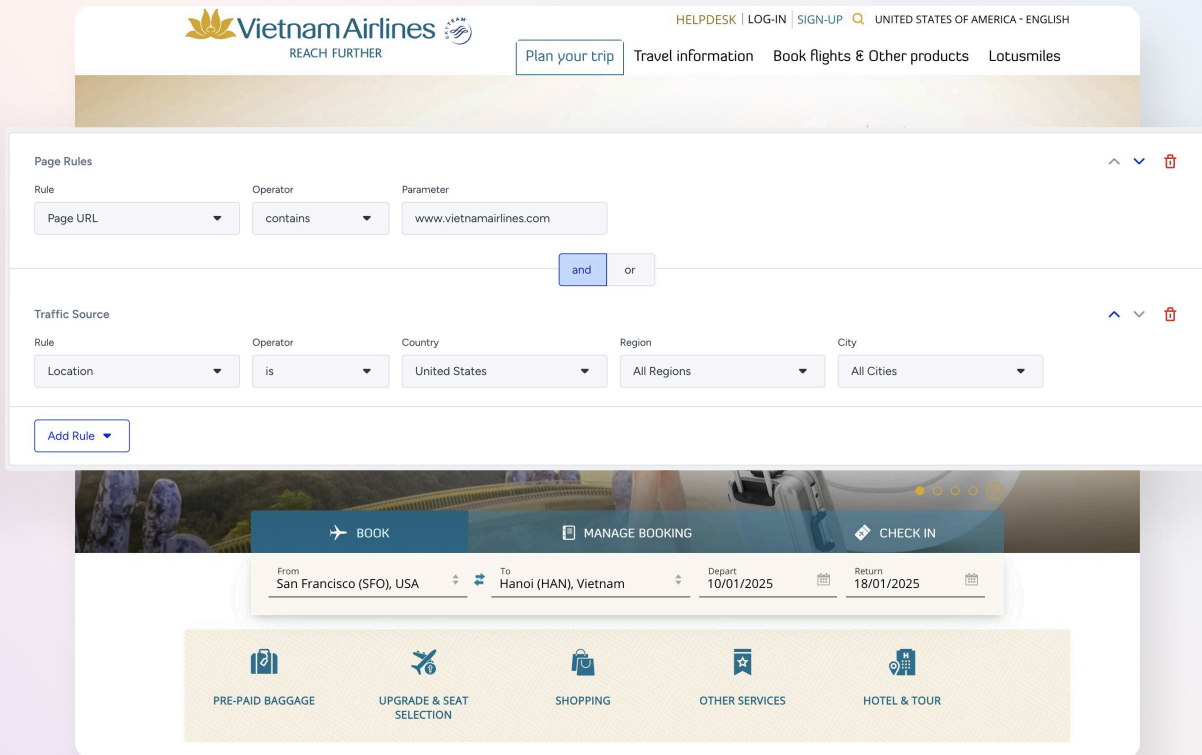 HELPDESK LOG-IN SIGN-UP UNITED STATES OF AMERICA - ENGLISH
Vietnam Airlines
REACH FURTHER
Plan your trip Travel information Book flights & Other products Lotusmiles
Page Rules
Rule Operator Parameter
Page URL contains www.vietnamairlines.com
and or
Traffic Source
Rule Operator Country Region City
Location is United States All Regions All Cities
Add Rule
BOOK MANAGE BOOKING CHECK IN
From To Depart Return
San Francisco (SFO), USA Hanoi (HAN), Vietnam 10/01/2025 18/01/2025
PRE-PAID BAGGAGE UPGRADE & SEAT SHOPPING OTHER SERVICES HOTEL & TOUR
SELECTION